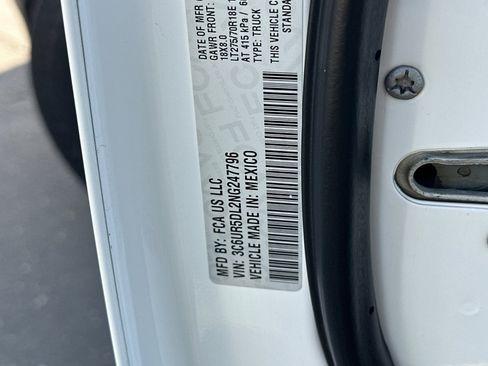 DATE OF MFR
GAWR FRONT
18X8.0
LT275/70R18E
AT 415 kPa /
TYPE: TRUCK
THIS VEHICLE
STANDA
MFD BY: FCA US LLC
VIN: 3C6UR5DL2NG247796
VEHICLE MADE IN: MEXICO